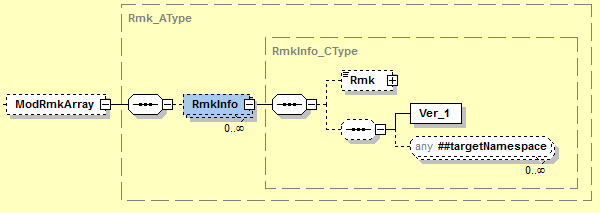 Rmk_AType
RmkInfo_CType
Rmk
ModRmkArray
RmkInfo
0..∞
Ver_1
any ##targetNamespace
0..∞